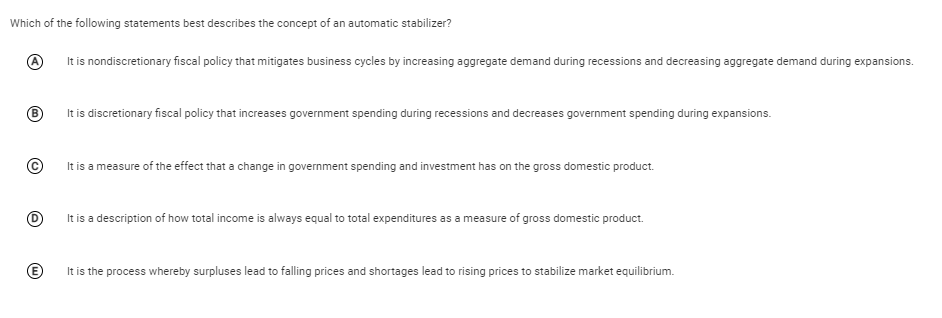 Which of the following statements best describes the concept of an automatic stabilizer?
A It is nondiscretionary fiscal policy that mitigates business cycles by increasing aggregate demand during recessions and decreasing aggregate demand during expansions.
B It is discretionary fiscal policy that increases government spending during recessions and decreases government spending during expansions.
C It is a measure of the effect that a change in government spending and investment has on the gross domestic product.
D It is a description of how total income is always equal to total expenditures as a measure of gross domestic product.
E It is the process whereby surpluses lead to falling prices and shortages lead to rising prices to stabilize market equilibrium.